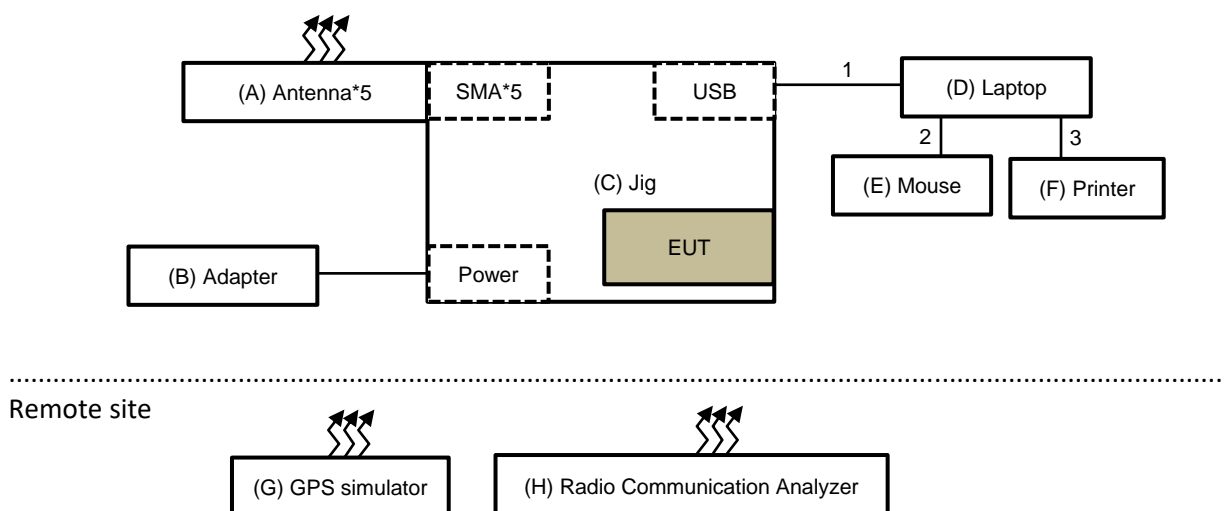 (A) Antenna*5
SMA*5
USB
1
(D) Laptop
2
3
(C) Jig
(E) Mouse
(F) Printer
EUT
(B) Adapter
Power
Remote site
(G) GPS simulator
(H) Radio Communication Analyzer